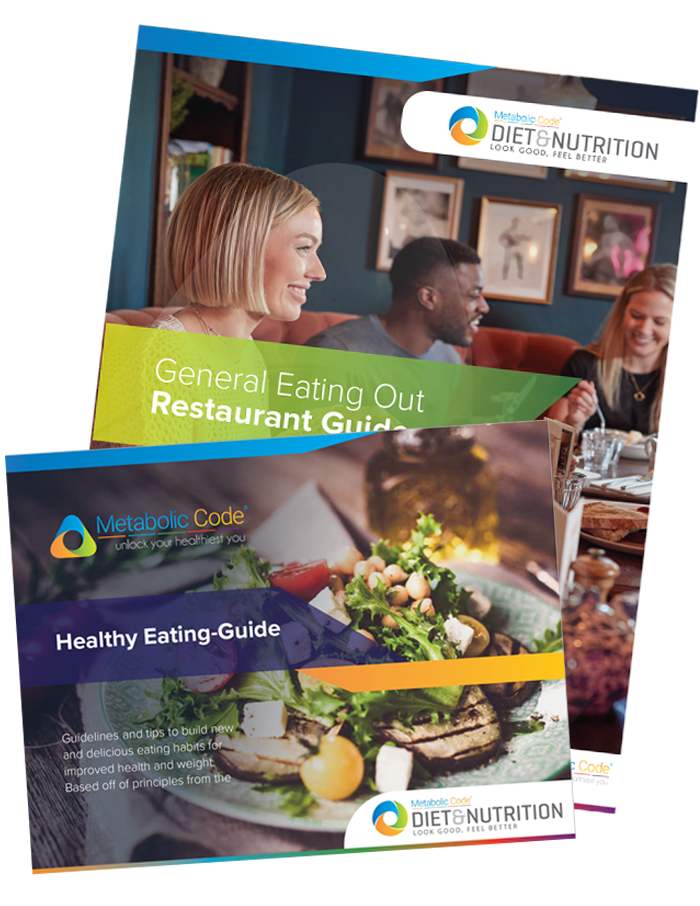 Metabolic Code®
DIET&NUTRITION
LOOK GOOD, FEEL BETTER
General Eating Out
Restaurant Guide
Metabolic Code®
unlock your healthiest you
Healthy Eating-Guide
Guidelines and tips to build new
and delicious eating habits for
improved health and weight.
Based off of principles from the
Code®
Metabolic Code®
DIET&NUTRITION
LOOK GOOD, FEEL BETTER